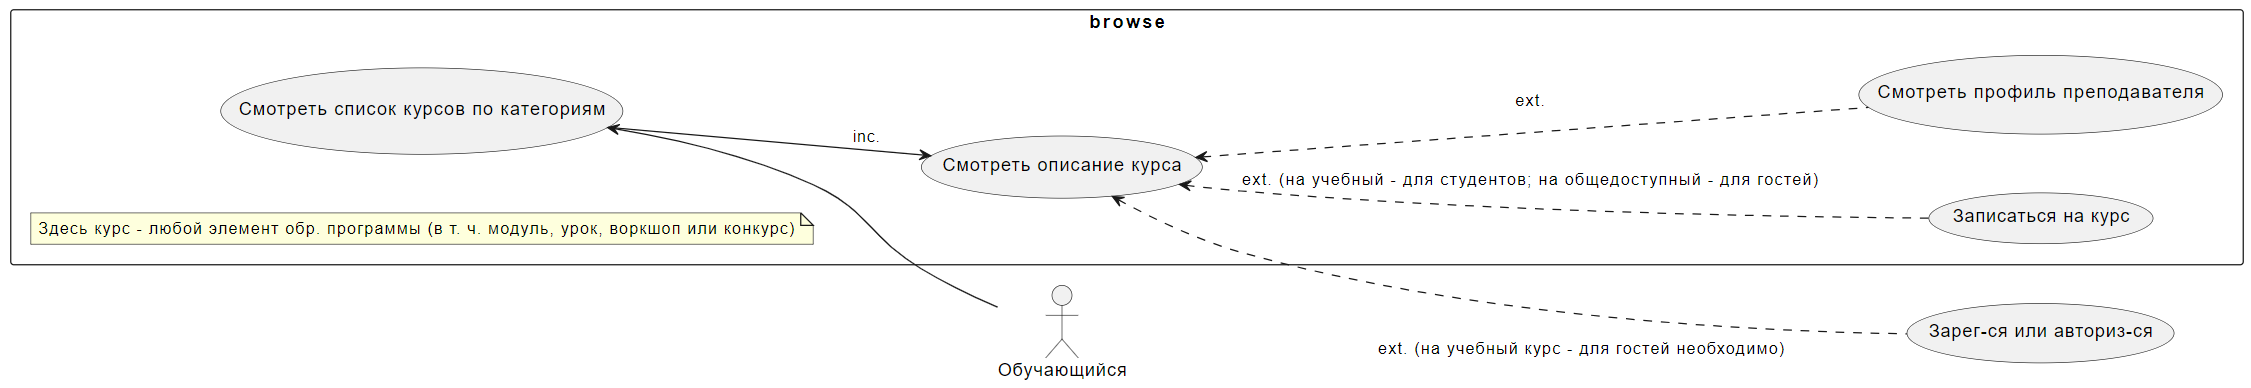 browse
Смотреть список курсов по категориям
inc.
Смотреть описание курса
ext.
Смотреть профиль преподавателя
ext. (на учебный - для студентов; на общедоступный - для гостей)
Записаться на курс
Здесь курс - любой элемент обр. программы (в т. ч. модуль, урок, воркшоп или конкурс)
Обучающийся
ext. (на учебный курс - для гостей необходимо)
Зарег-ся или авториз-ся